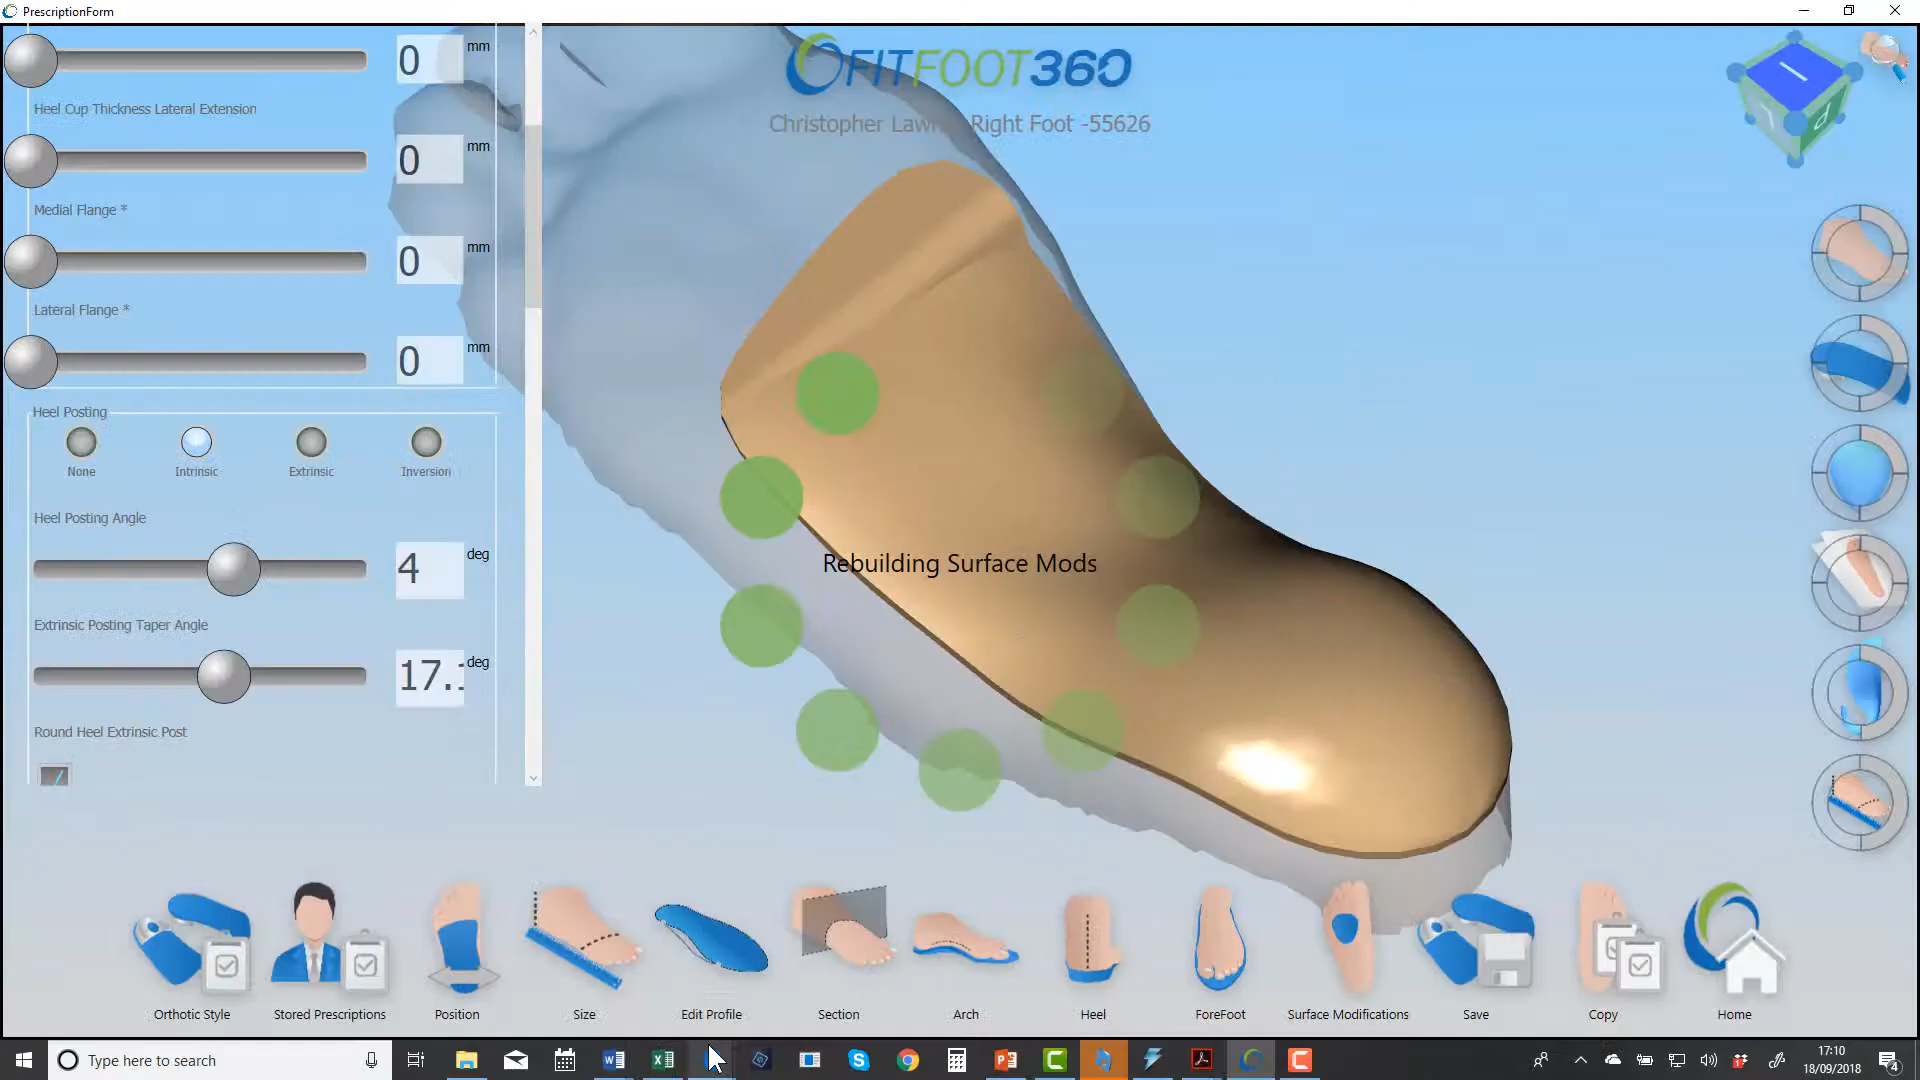 PrescriptionForm
0 mm
Heel Cup Thickness Lateral Extension
0 mm
Medial Flange *
0 mm
Lateral Flange *
0 mm
Heel Posting
None Intrinsic Extrinsic Inversion
Heel Posting Angle
4 deg
Extrinsic Posting Taper Angle
17. deg
Round Heel Extrinsic Post
FITFOOT360
Christopher Right Foot -55626
Rebuilding Surface Mods
Orthotic Style Stored Prescriptions Position Size Edit Profile Section Arch Heel ForeFoot Surface Modifications Save Copy Home
Type here to search
17:10
18/09/2018
4